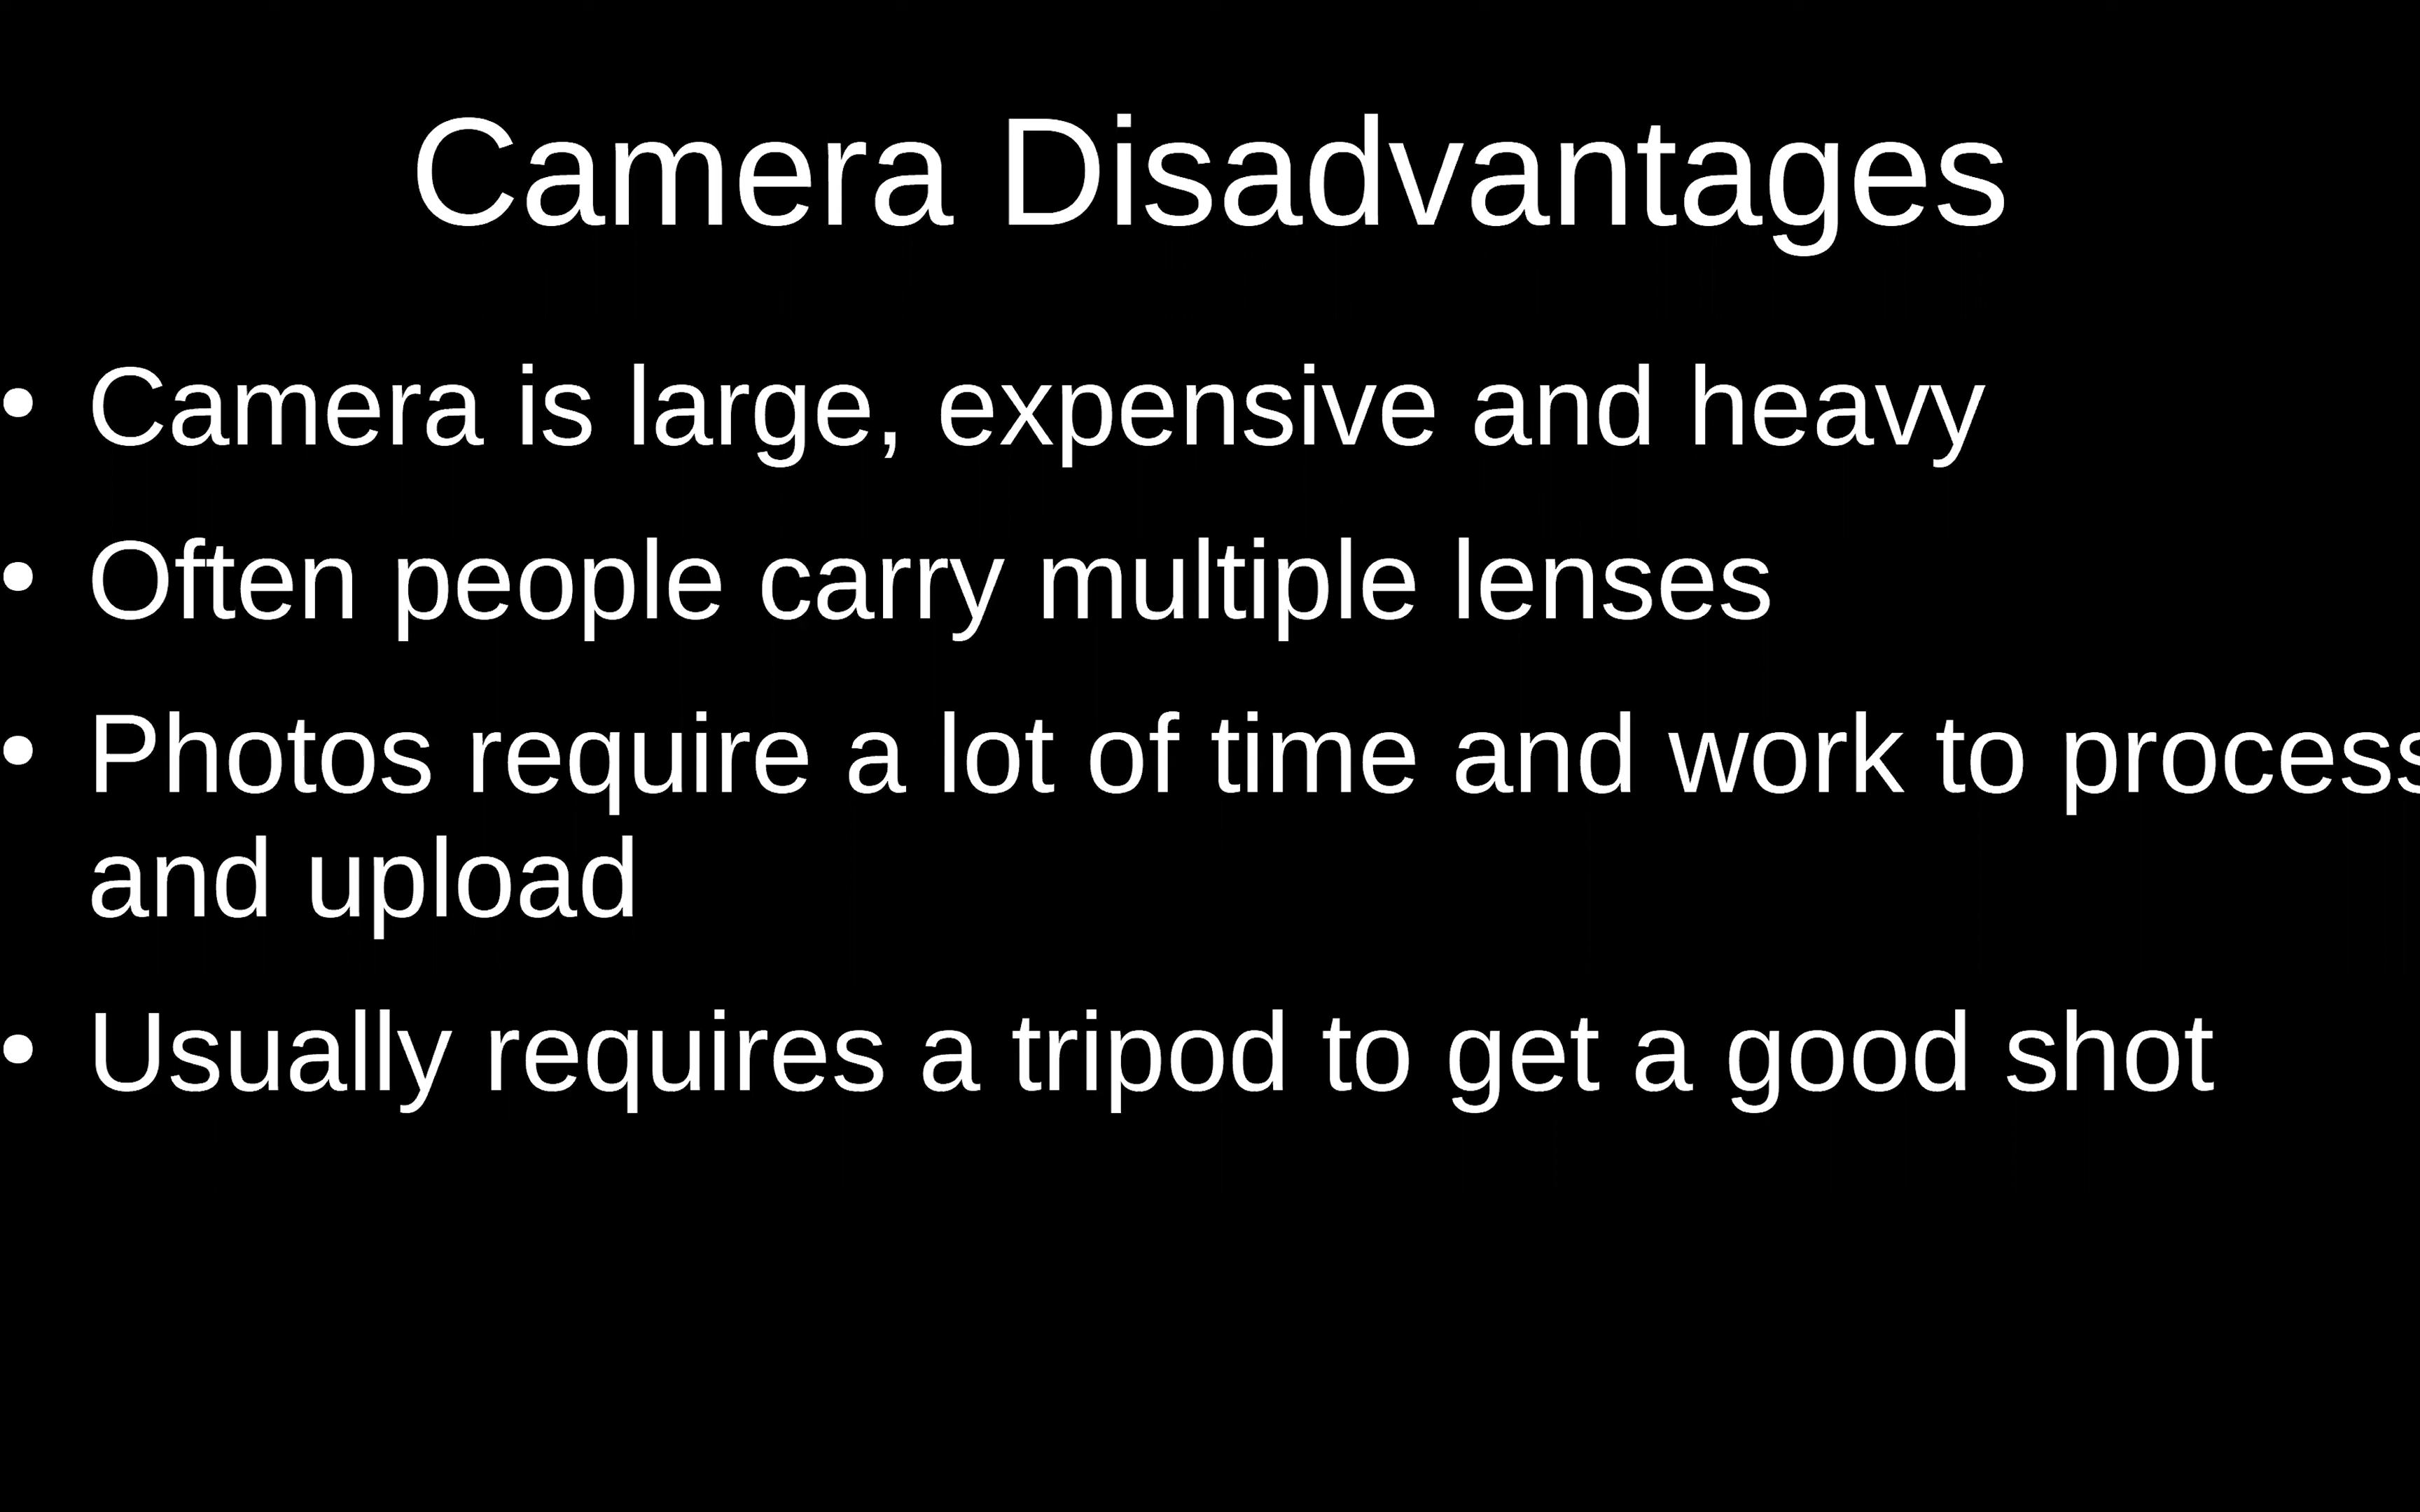 Camera Disadvantages
• Camera is large, expensive and heavy
• Often people carry multiple lenses
• Photos require a lot of time and work to process
and upload
• Usually requires a tripod to get a good shot